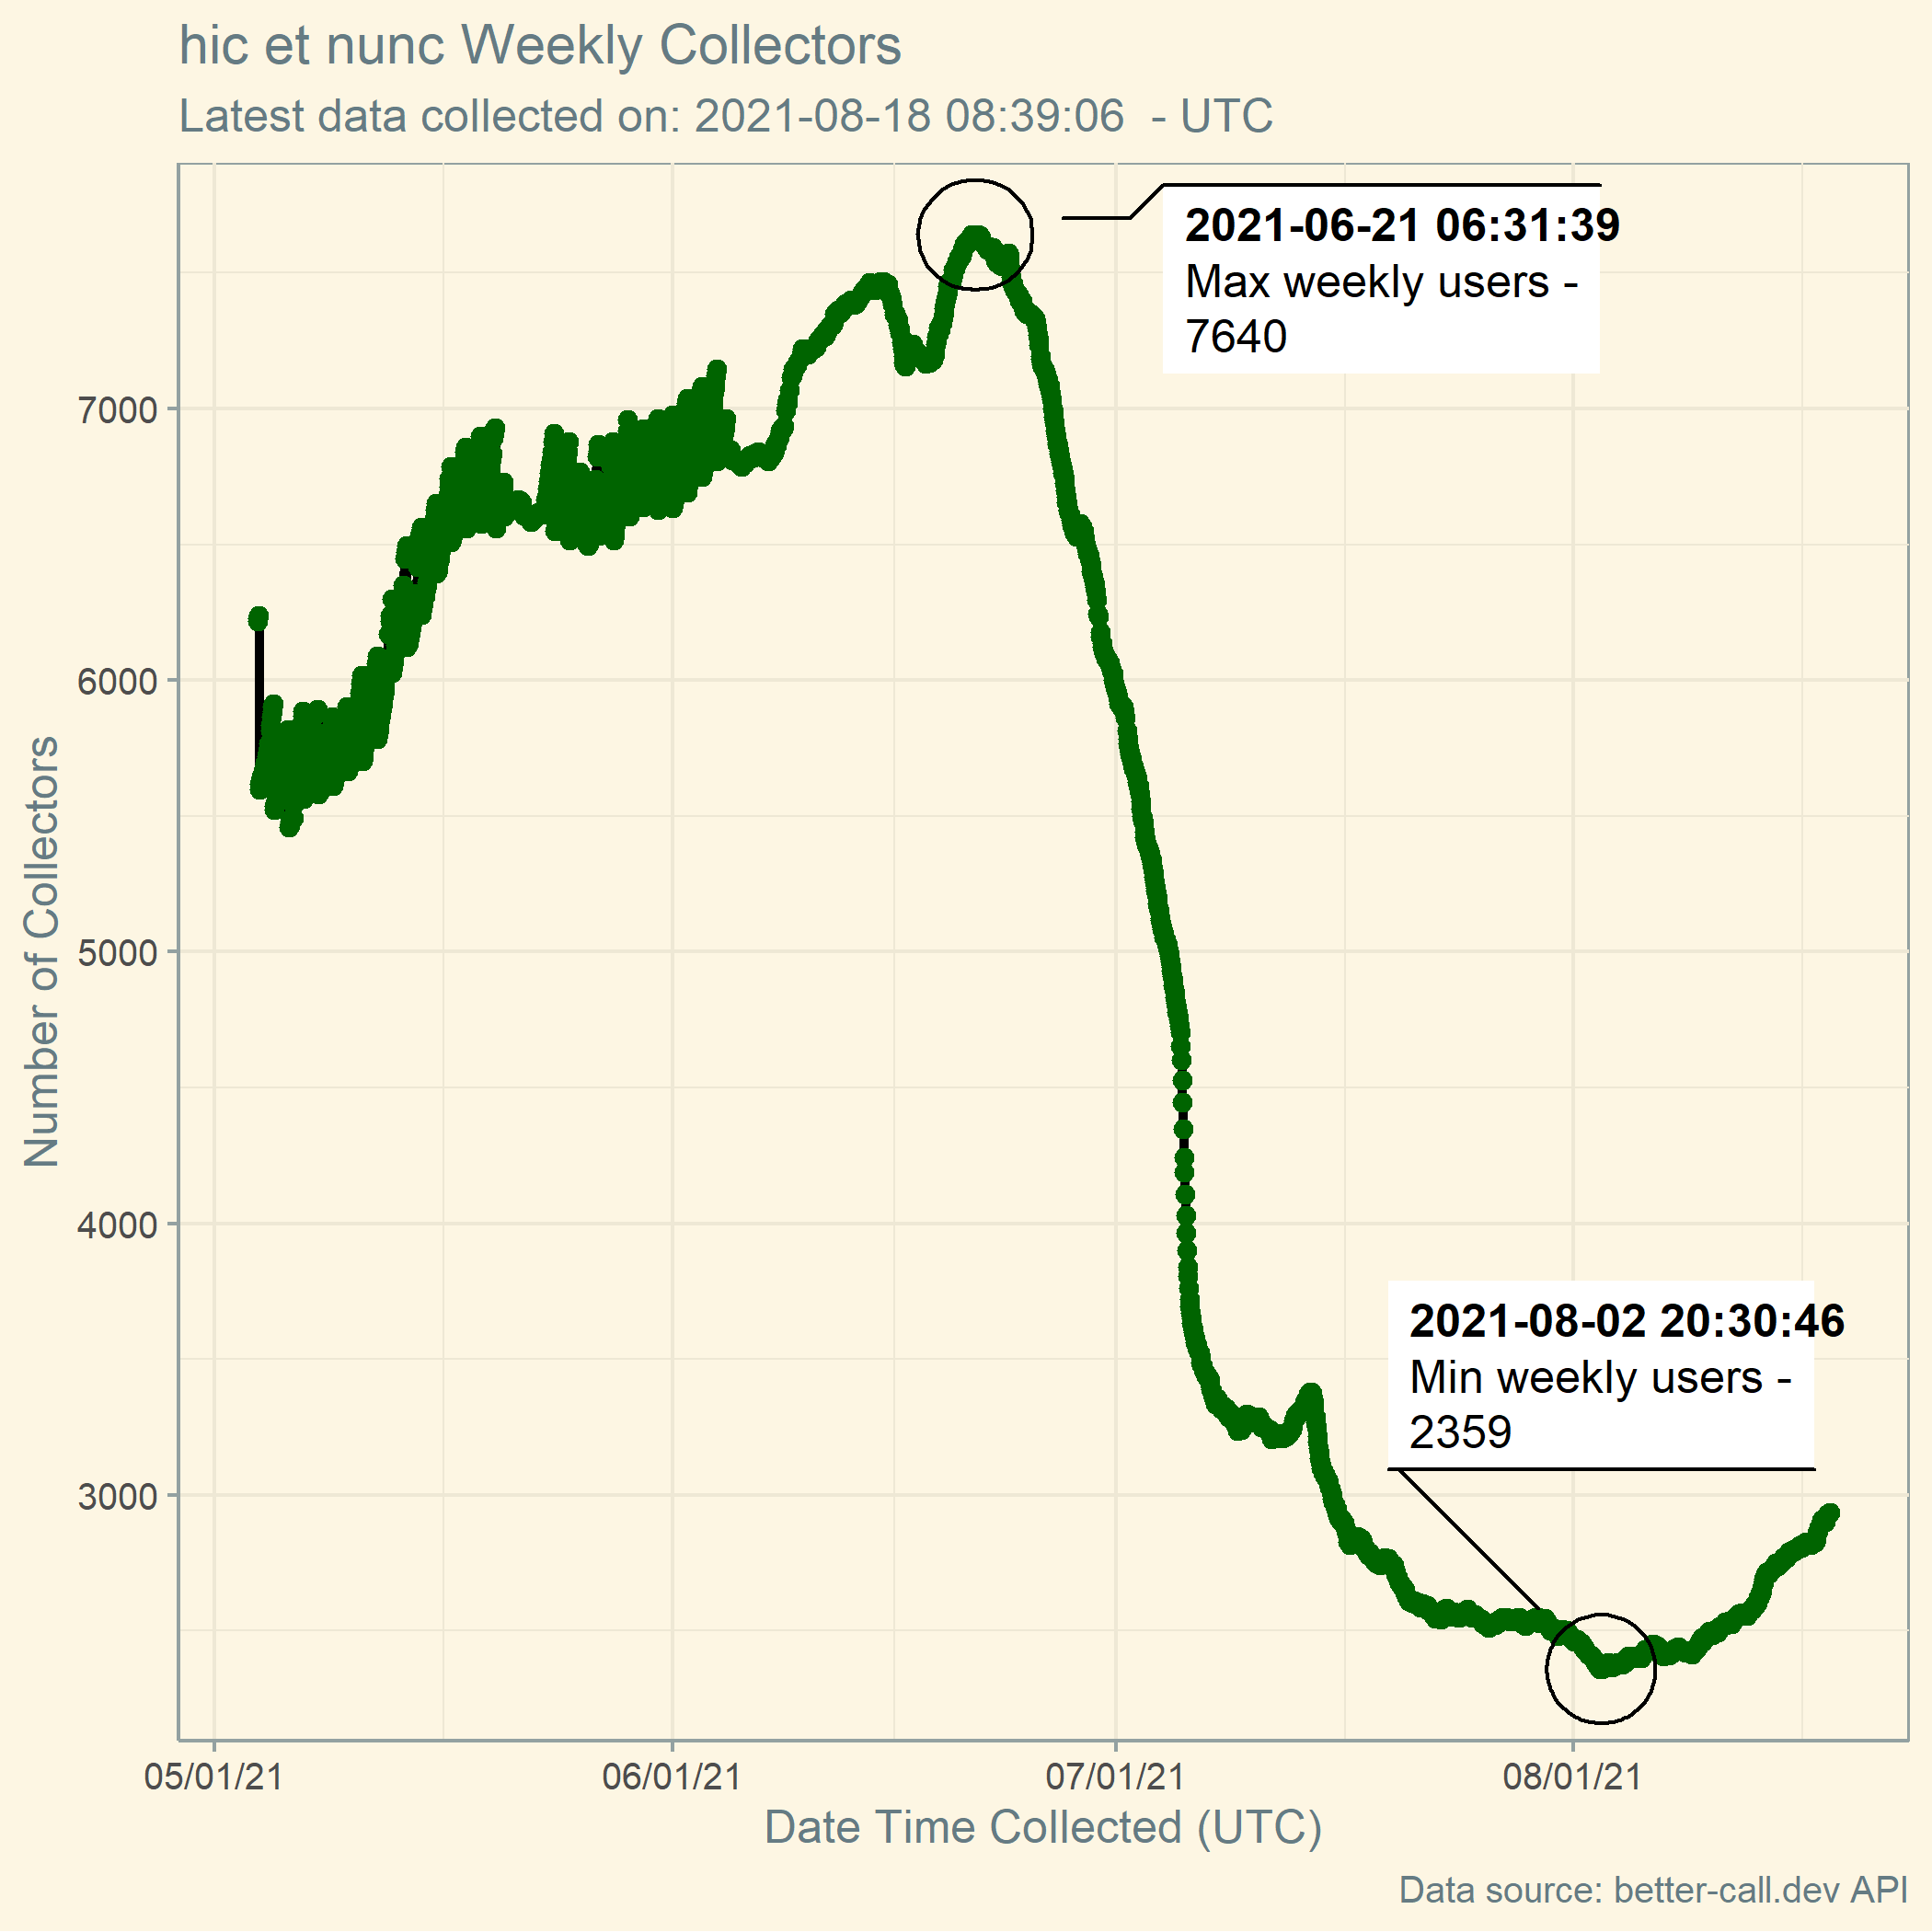 hic et nunc Weekly Collectors
Latest data collected on: 2021-08-18 08:39:06  - UTC
2021-06-21 06:31:39
Max weekly users -
7640
7000
6000
5000
4000
3000
Number of Collectors
2021-08-02 20:30:46
Min weekly users -
2359
05/01/21
06/01/21
07/01/21
08/01/21
Date Time Collected (UTC)
Data source: better-call.dev API